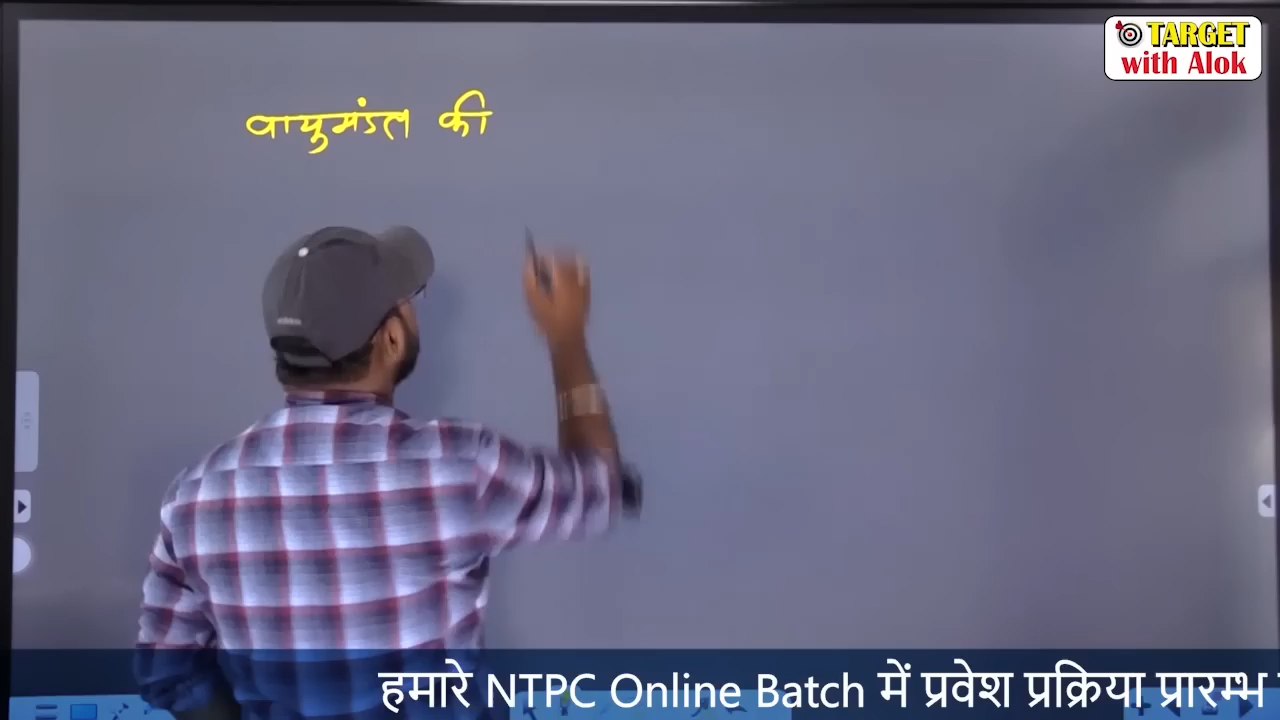 TARGET
with Alok
वायुमंडल की
हमारे NTPC Online Batch में प्रवेश प्रक्रिया प्रारम्भ